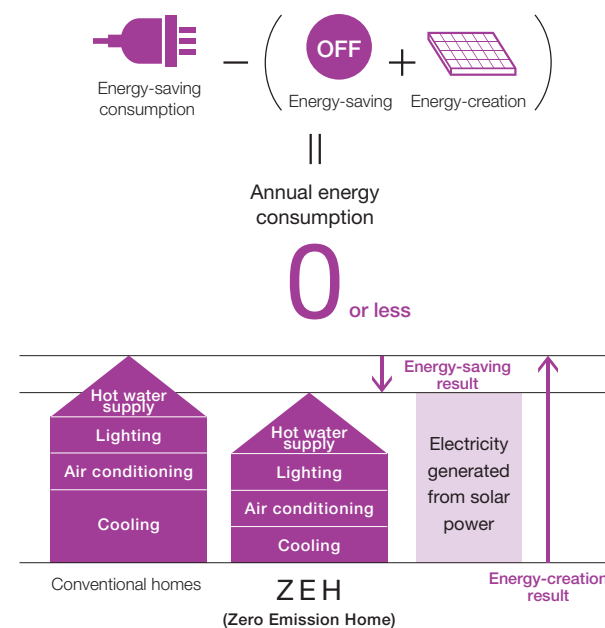 Energy-saving
consumption
−
(
OFF
Energy-saving
+
Energy-creation
)
=
Annual energy
consumption
0 or less
Energy-saving
result
Hot water
supply
Lighting
Air conditioning
Cooling
Conventional homes
Hot water
supply
Lighting
Air conditioning
Cooling
ZEH
(Zero Emission Home)
Electricity
generated
from solar
power
Energy-creation
result